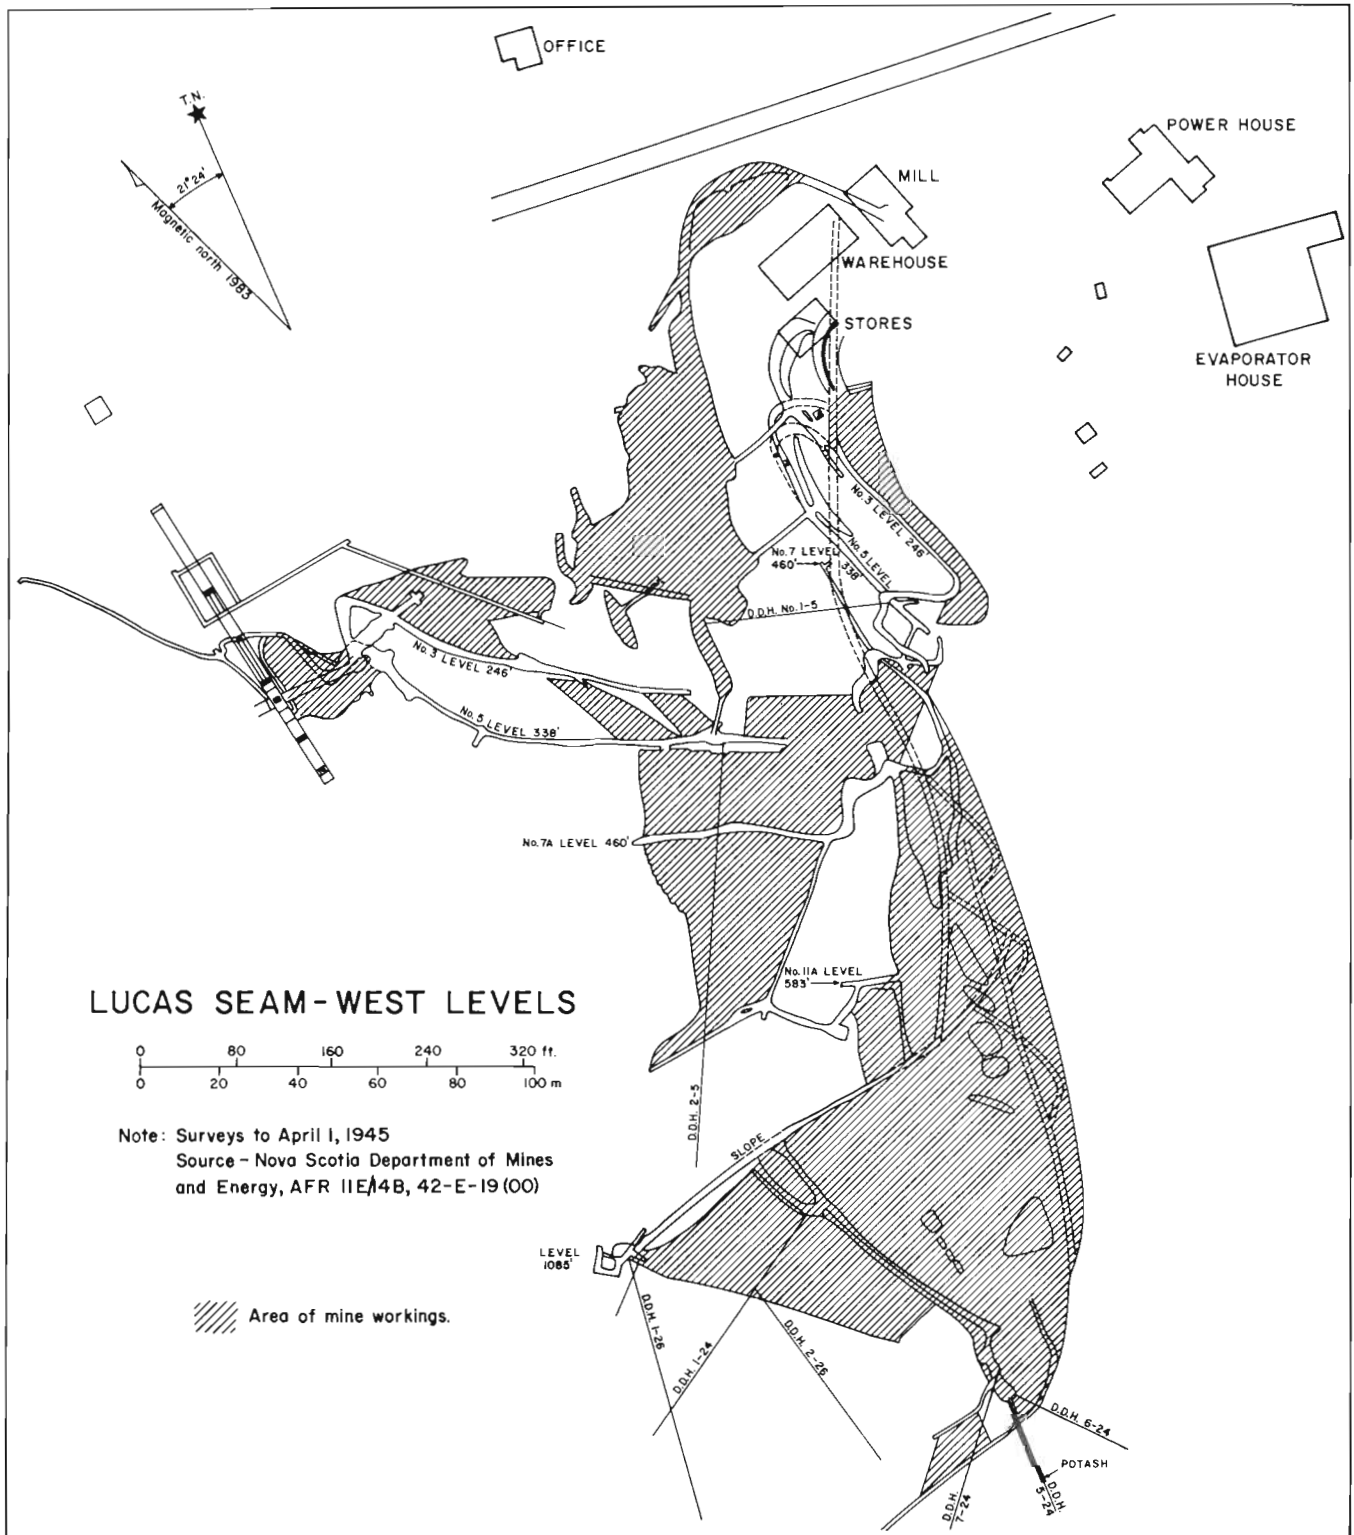 OFFICE
T.N.
21°24'
Magnetic north 1983
POWER HOUSE
MILL
WAREHOUSE
STORES
EVAPORATOR
HOUSE
No.3 LEVEL 246'
No.5 LEVEL
338'
No.7 LEVEL
460'
D.D.H. No.1-5
No.3 LEVEL 246'
No.5 LEVEL 338'
No.7A LEVEL 460'
No.11A LEVEL
583'
LUCAS SEAM-WEST LEVELS
0 80 160 240 320 ft.
0 20 40 60 80 100 m
D.D.H. 2-5
Note: Surveys to April 1, 1945
Source - Nova Scotia Department of Mines
and Energy, AFR 11E/14B, 42-E-19 (00)
SLOPE
LEVEL
1085'
Area of mine workings.
D.D.H. 1-26
D.D.H. 1-24
D.D.H. 2-26
D.D.H. 6-24
POTASH
D.D.H.
5-24
D.D.H.
7-24